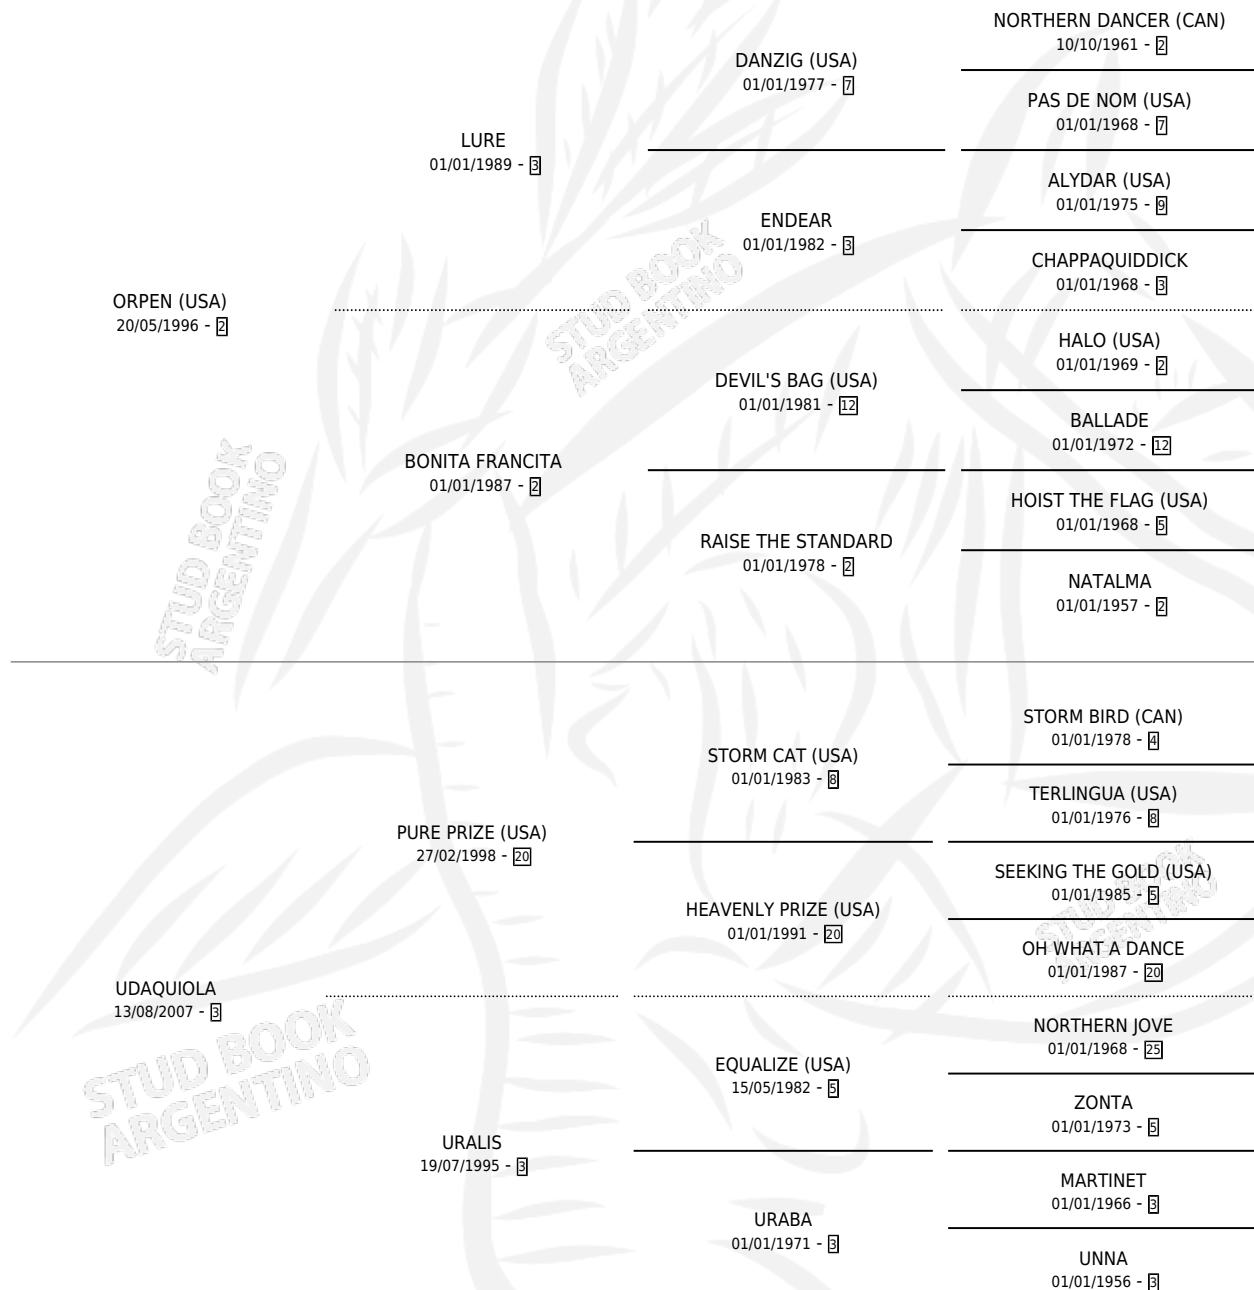 NORTHERN DANCER (CAN)
10/10/1961 - 2
DANZIG (USA)
01/01/1977 - 7
PAS DE NOM (USA)
01/01/1968 - 7
LURE
01/01/1989 - 3
ALYDAR (USA)
01/01/1975 - 9
ENDEAR
01/01/1982 - 3
CHAPPAQUIDDICK
01/01/1968 - 3
STUD BOOK
ARGENTINO
ORPEN (USA)
20/05/1996 - 2
HALO (USA)
01/01/1969 - 2
DEVIL'S BAG (USA)
01/01/1981 - 12
BALLADE
01/01/1972 - 12
BONITA FRANCITA
01/01/1987 - 2
HOIST THE FLAG (USA)
01/01/1968 - 5
RAISE THE STANDARD
01/01/1978 - 2
NATALMA
01/01/1957 - 2
STUD BOOK
ARGENTINO
STORM BIRD (CAN)
01/01/1978 - 4
STORM CAT (USA)
01/01/1983 - 8
TERLINGUA (USA)
01/01/1976 - 8
PURE PRIZE (USA)
27/02/1998 - 20
SEEKING THE GOLD (USA)
01/01/1985 - 5
STUD BOOK
ARGENTINO
HEAVENLY PRIZE (USA)
01/01/1991 - 20
OH WHAT A DANCE
01/01/1987 - 20
UDAQUIOLA
13/08/2007 - 3
STUD BOOK
ARGENTINO
NORTHERN JOVE
01/01/1968 - 25
EQUALIZE (USA)
15/05/1982 - 5
ZONTA
01/01/1973 - 5
URALIS
19/07/1995 - 3
MARTINET
01/01/1966 - 3
URABA
01/01/1971 - 3
UNNA
01/01/1956 - 3